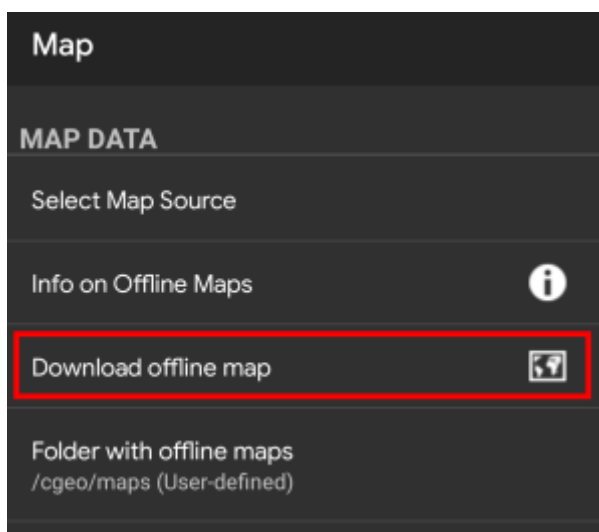 Map
MAP DATA
Select Map Source
Info on Offline Maps
Download offline map
Folder with offline maps
/cgeo/maps (User-defined)